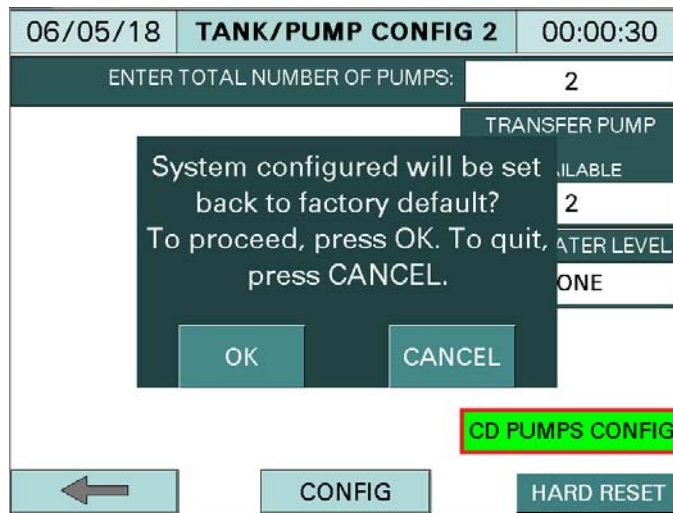 06/05/18 TANK/PUMP CONFIG 2 00:00:30
ENTER TOTAL NUMBER OF PUMPS: 2
TRANSFER PUMP
System configured will be set
back to factory default?
To proceed, press OK. To quit,
press CANCEL.
OK CANCEL
2
LEVEL
CD PUMPS CONFIG
CONFIG HARD RESET